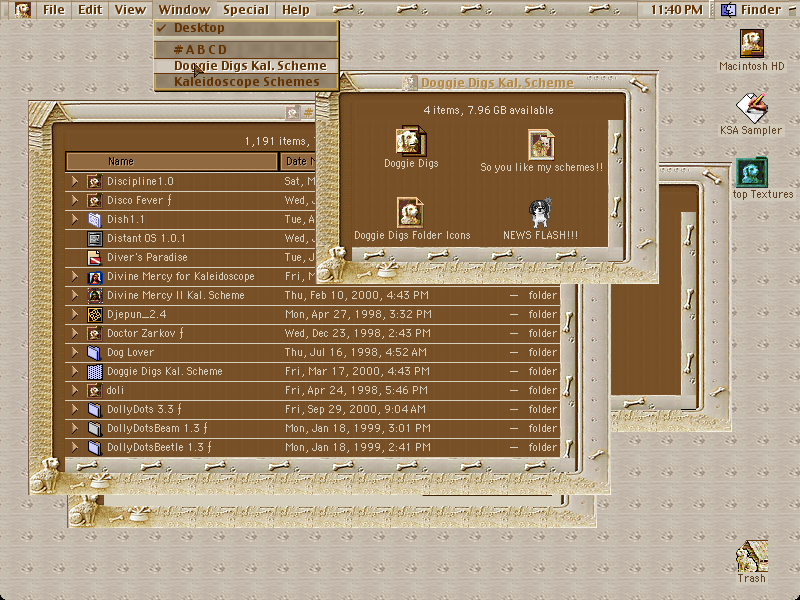 File Edit View Window Special Help 11:40 PM Finder
Desktop
# A B C D
Doggie Digs Kal. Scheme
Kaleidoscope Schemes
Macintosh HD
KSA Sampler
top Textures
Trash
Doggie Digs Kal. Scheme
4 items, 7.96 GB available
Doggie Digs
So you like my schemes!!
Doggie Digs Folder Icons
NEWS FLASH!!!
#
1,191 items,
Name Date M
Discipline1.0 Sat, M
Disco Fever ƒ Wed, J
Dish1.1 Tue, A
Distant OS 1.0.1 Wed, J
Diver's Paradise Tue, J
Divine Mercy for Kaleidoscope Fri, M
Divine Mercy II Kal. Scheme Thu, Feb 10, 2000, 4:43 PM — folder
Djepun_2.4 Mon, Apr 27, 1998, 3:32 PM — folder
Doctor Zarkov ƒ Wed, Dec 23, 1998, 2:43 PM — folder
Dog Lover Thu, Jul 16, 1998, 4:52 AM — folder
Doggie Digs Kal. Scheme Fri, Mar 17, 2000, 4:43 PM — folder
doli Fri, Apr 24, 1998, 5:46 PM — folder
DollyDots 3.3 ƒ Fri, Sep 29, 2000, 9:04 AM — folder
DollyDotsBeam 1.3 ƒ Mon, Jan 18, 1999, 3:01 PM — folder
DollyDotsBeetle 1.3 ƒ Mon, Jan 18, 1999, 2:41 PM — folder